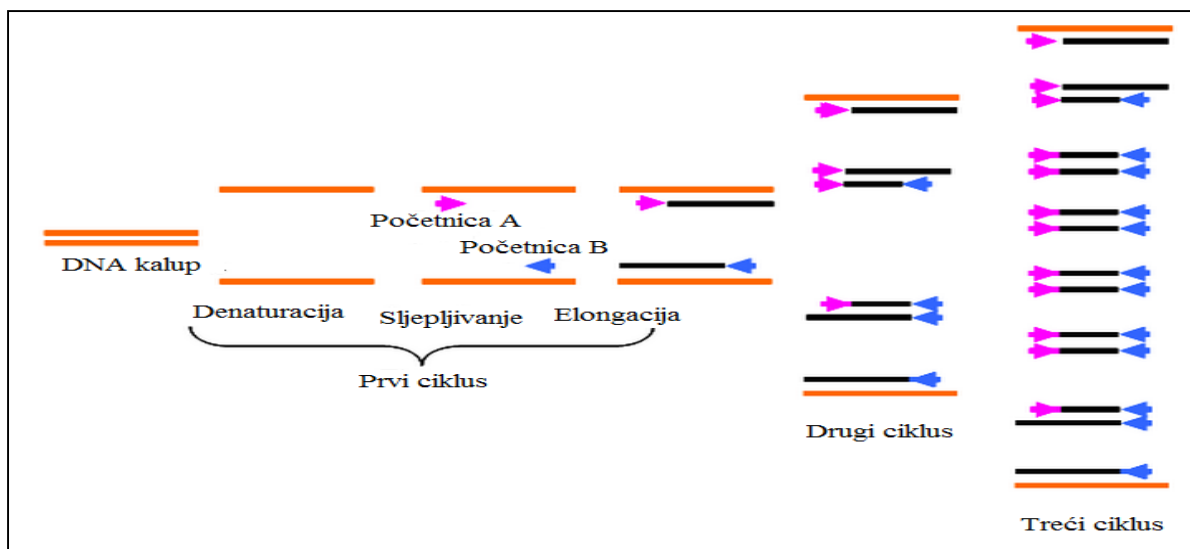 DNA kalup
Početnica A
Početnica B
Denaturacija
Sljepljivanje
Elongacija
Prvi ciklus
Drugi ciklus
Treći ciklus